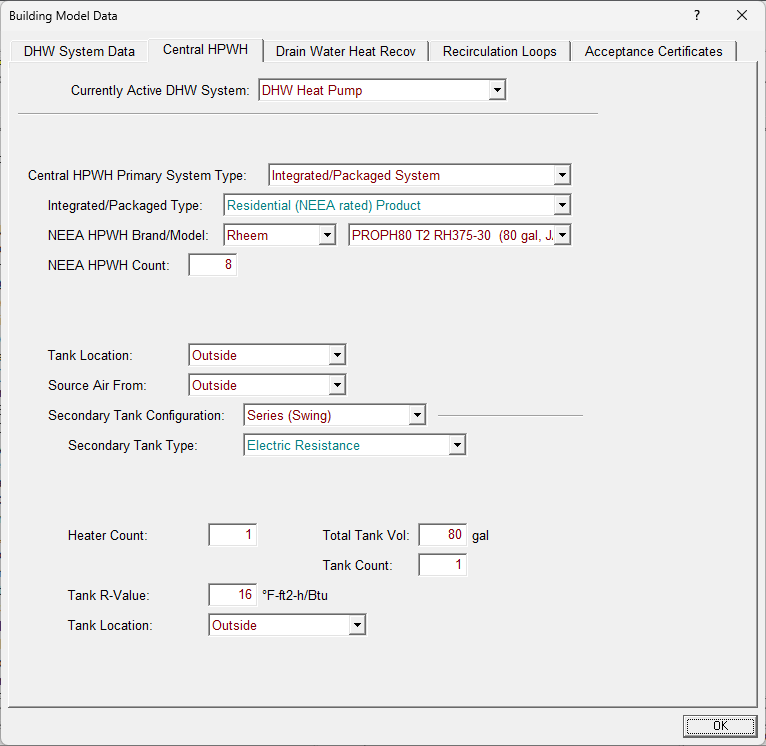 Building Model Data ?
DHW System Data Central HPWH Drain Water Heat Recov Recirculation Loops Acceptance Certificates
Currently Active DHW System: DHW Heat Pump
Central HPWH Primary System Type: Integrated/Packaged System
Integrated/Packaged Type: Residential (NEEA rated) Product
NEEA HPWH Brand/Model: Rheem PROPH80 T2 RH375-30 (80 gal, J
NEEA HPWH Count: 8
Tank Location: Outside
Source Air From: Outside
Secondary Tank Configuration: Series (Swing)
Secondary Tank Type: Electric Resistance
Heater Count: 1 Total Tank Vol: 80 gal
Tank Count: 1
Tank R-Value: 16 °F-ft2-h/Btu
Tank Location: Outside
OK